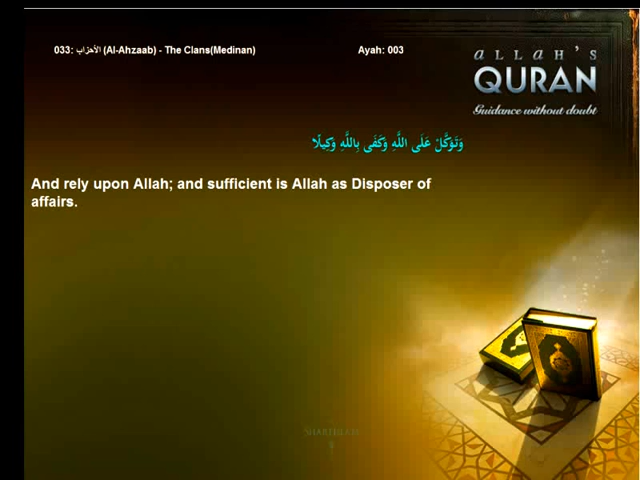 033: الأحزاب (Al-Ahzaab) - The Clans(Medinan) Ayah: 003
ALLAH'S
QURAN
Guidance without doubt
وَتَوَكَّلْ عَلَى اللَّهِ وَكَفَى بِاللَّهِ وَكِيلًا
And rely upon Allah; and sufficient is Allah as Disposer of
affairs.